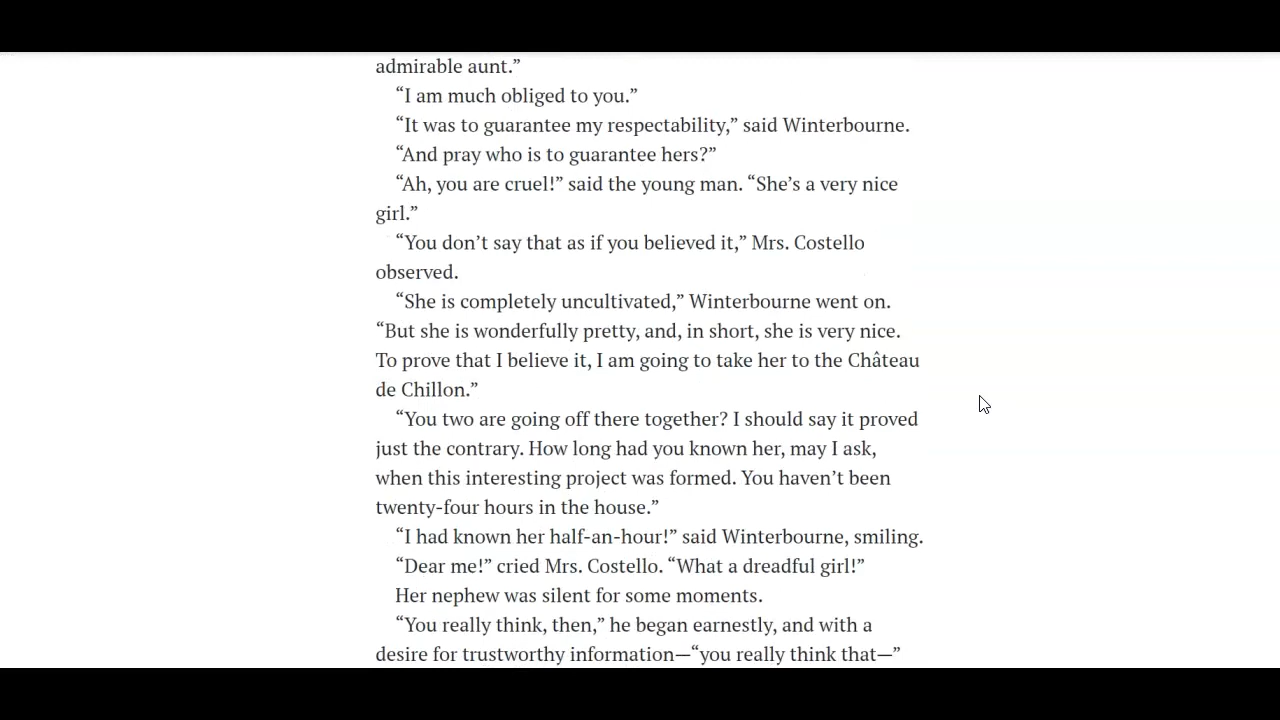 admirable aunt.”
“I am much obliged to you.”
“It was to guarantee my respectability,” said Winterbourne.
“And pray who is to guarantee hers?”
“Ah, you are cruel!” said the young man. “She’s a very nice
girl.”
“You don’t say that as if you believed it,” Mrs. Costello
observed.
“She is completely uncultivated,” Winterbourne went on.
“But she is wonderfully pretty, and, in short, she is very nice.
To prove that I believe it, I am going to take her to the Château
de Chillon.”
“You two are going off there together? I should say it proved
just the contrary. How long had you known her, may I ask,
when this interesting project was formed. You haven’t been
twenty-four hours in the house.”
“I had known her half-an-hour!” said Winterbourne, smiling.
“Dear me!” cried Mrs. Costello. “What a dreadful girl!”
Her nephew was silent for some moments.
“You really think, then,” he began earnestly, and with a
desire for trustworthy information—“you really think that—”